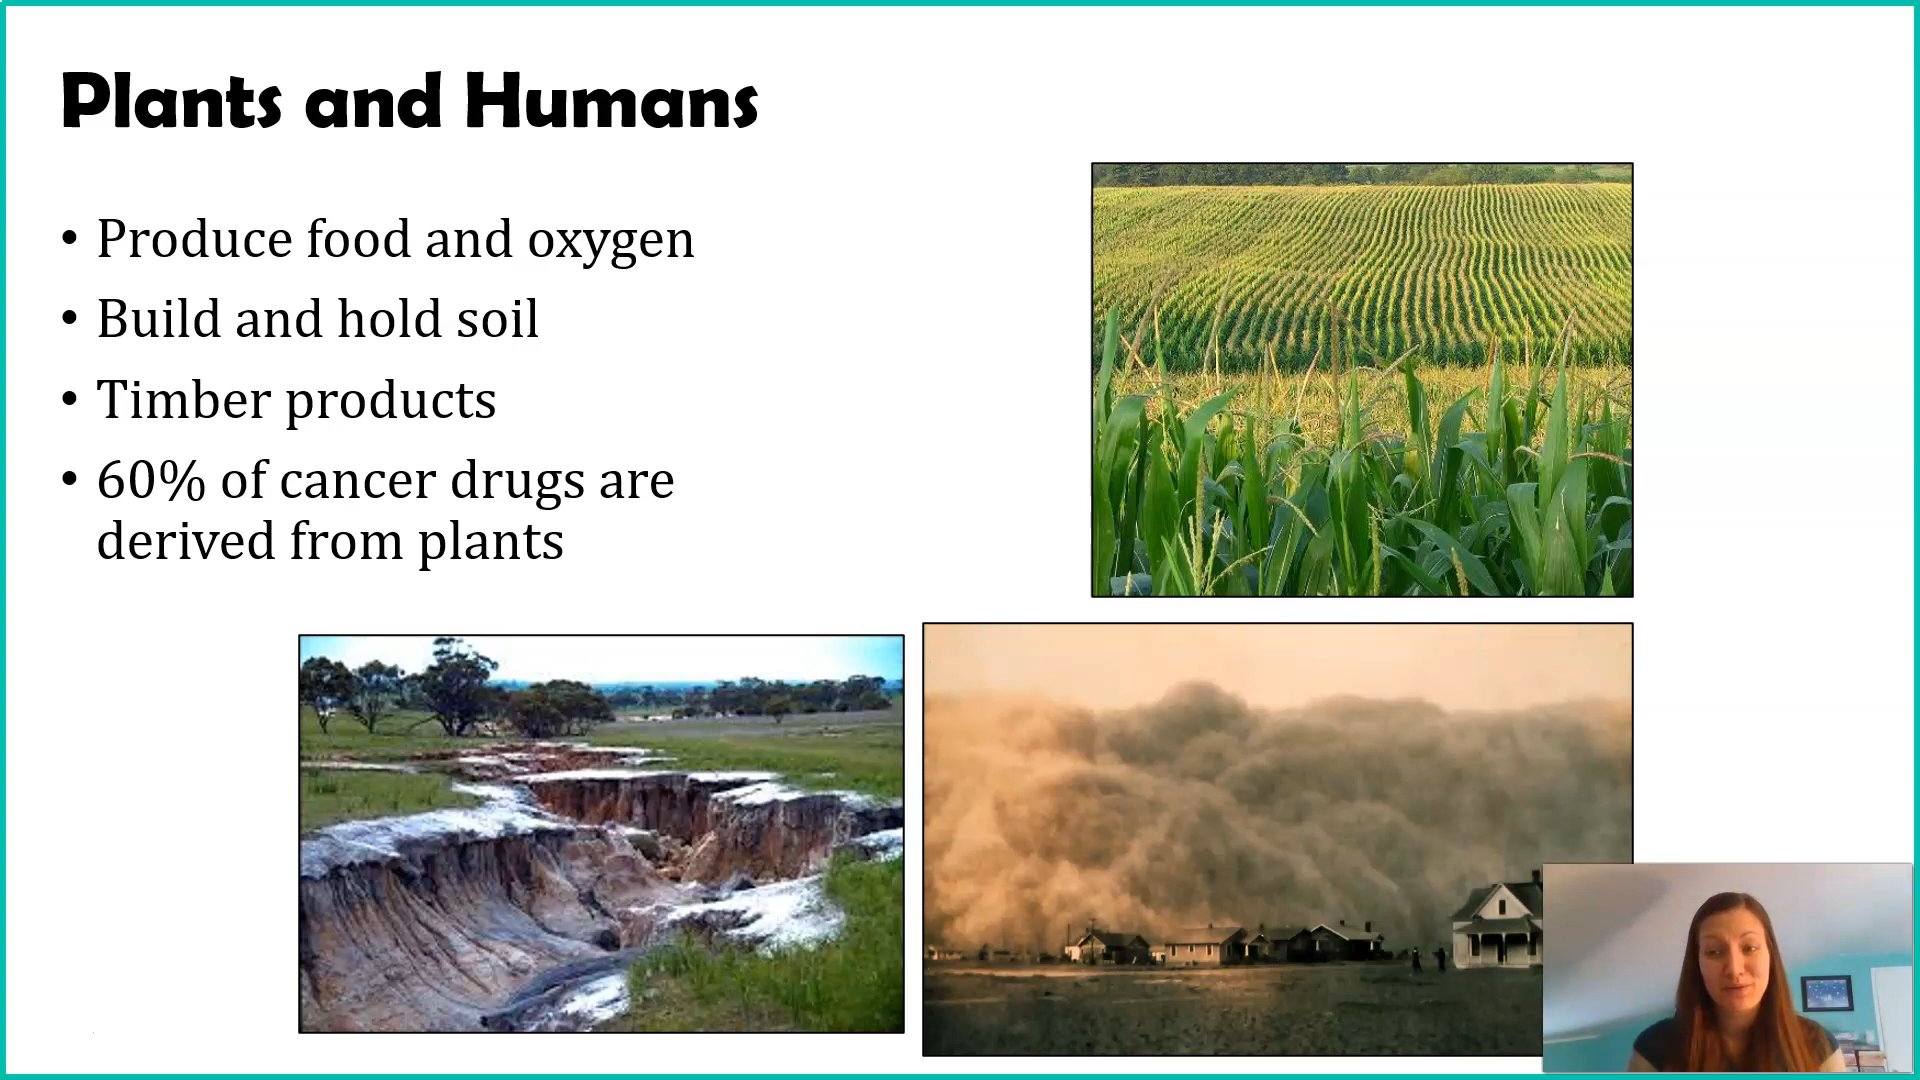 Plants and Humans
• Produce food and oxygen
• Build and hold soil
• Timber products
• 60% of cancer drugs are
derived from plants